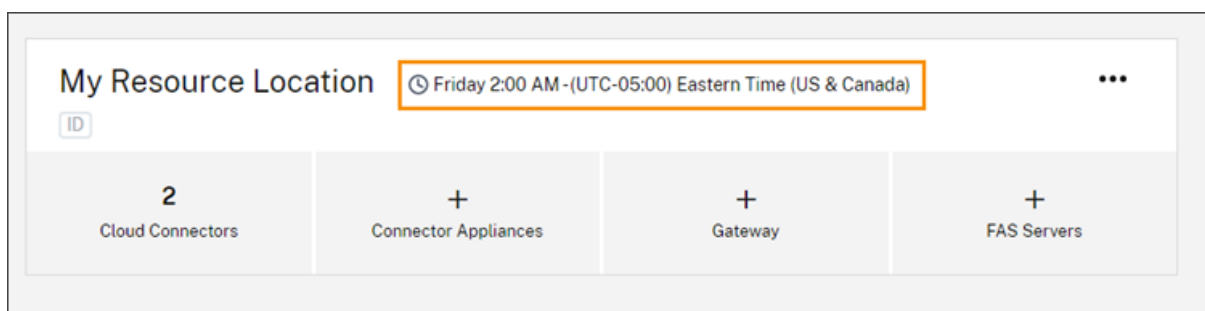 My Resource Location
Friday 2:00 AM - (UTC-05:00) Eastern Time (US & Canada)
ID
2
Cloud Connectors
+
Connector Appliances
+
Gateway
+
FAS Servers